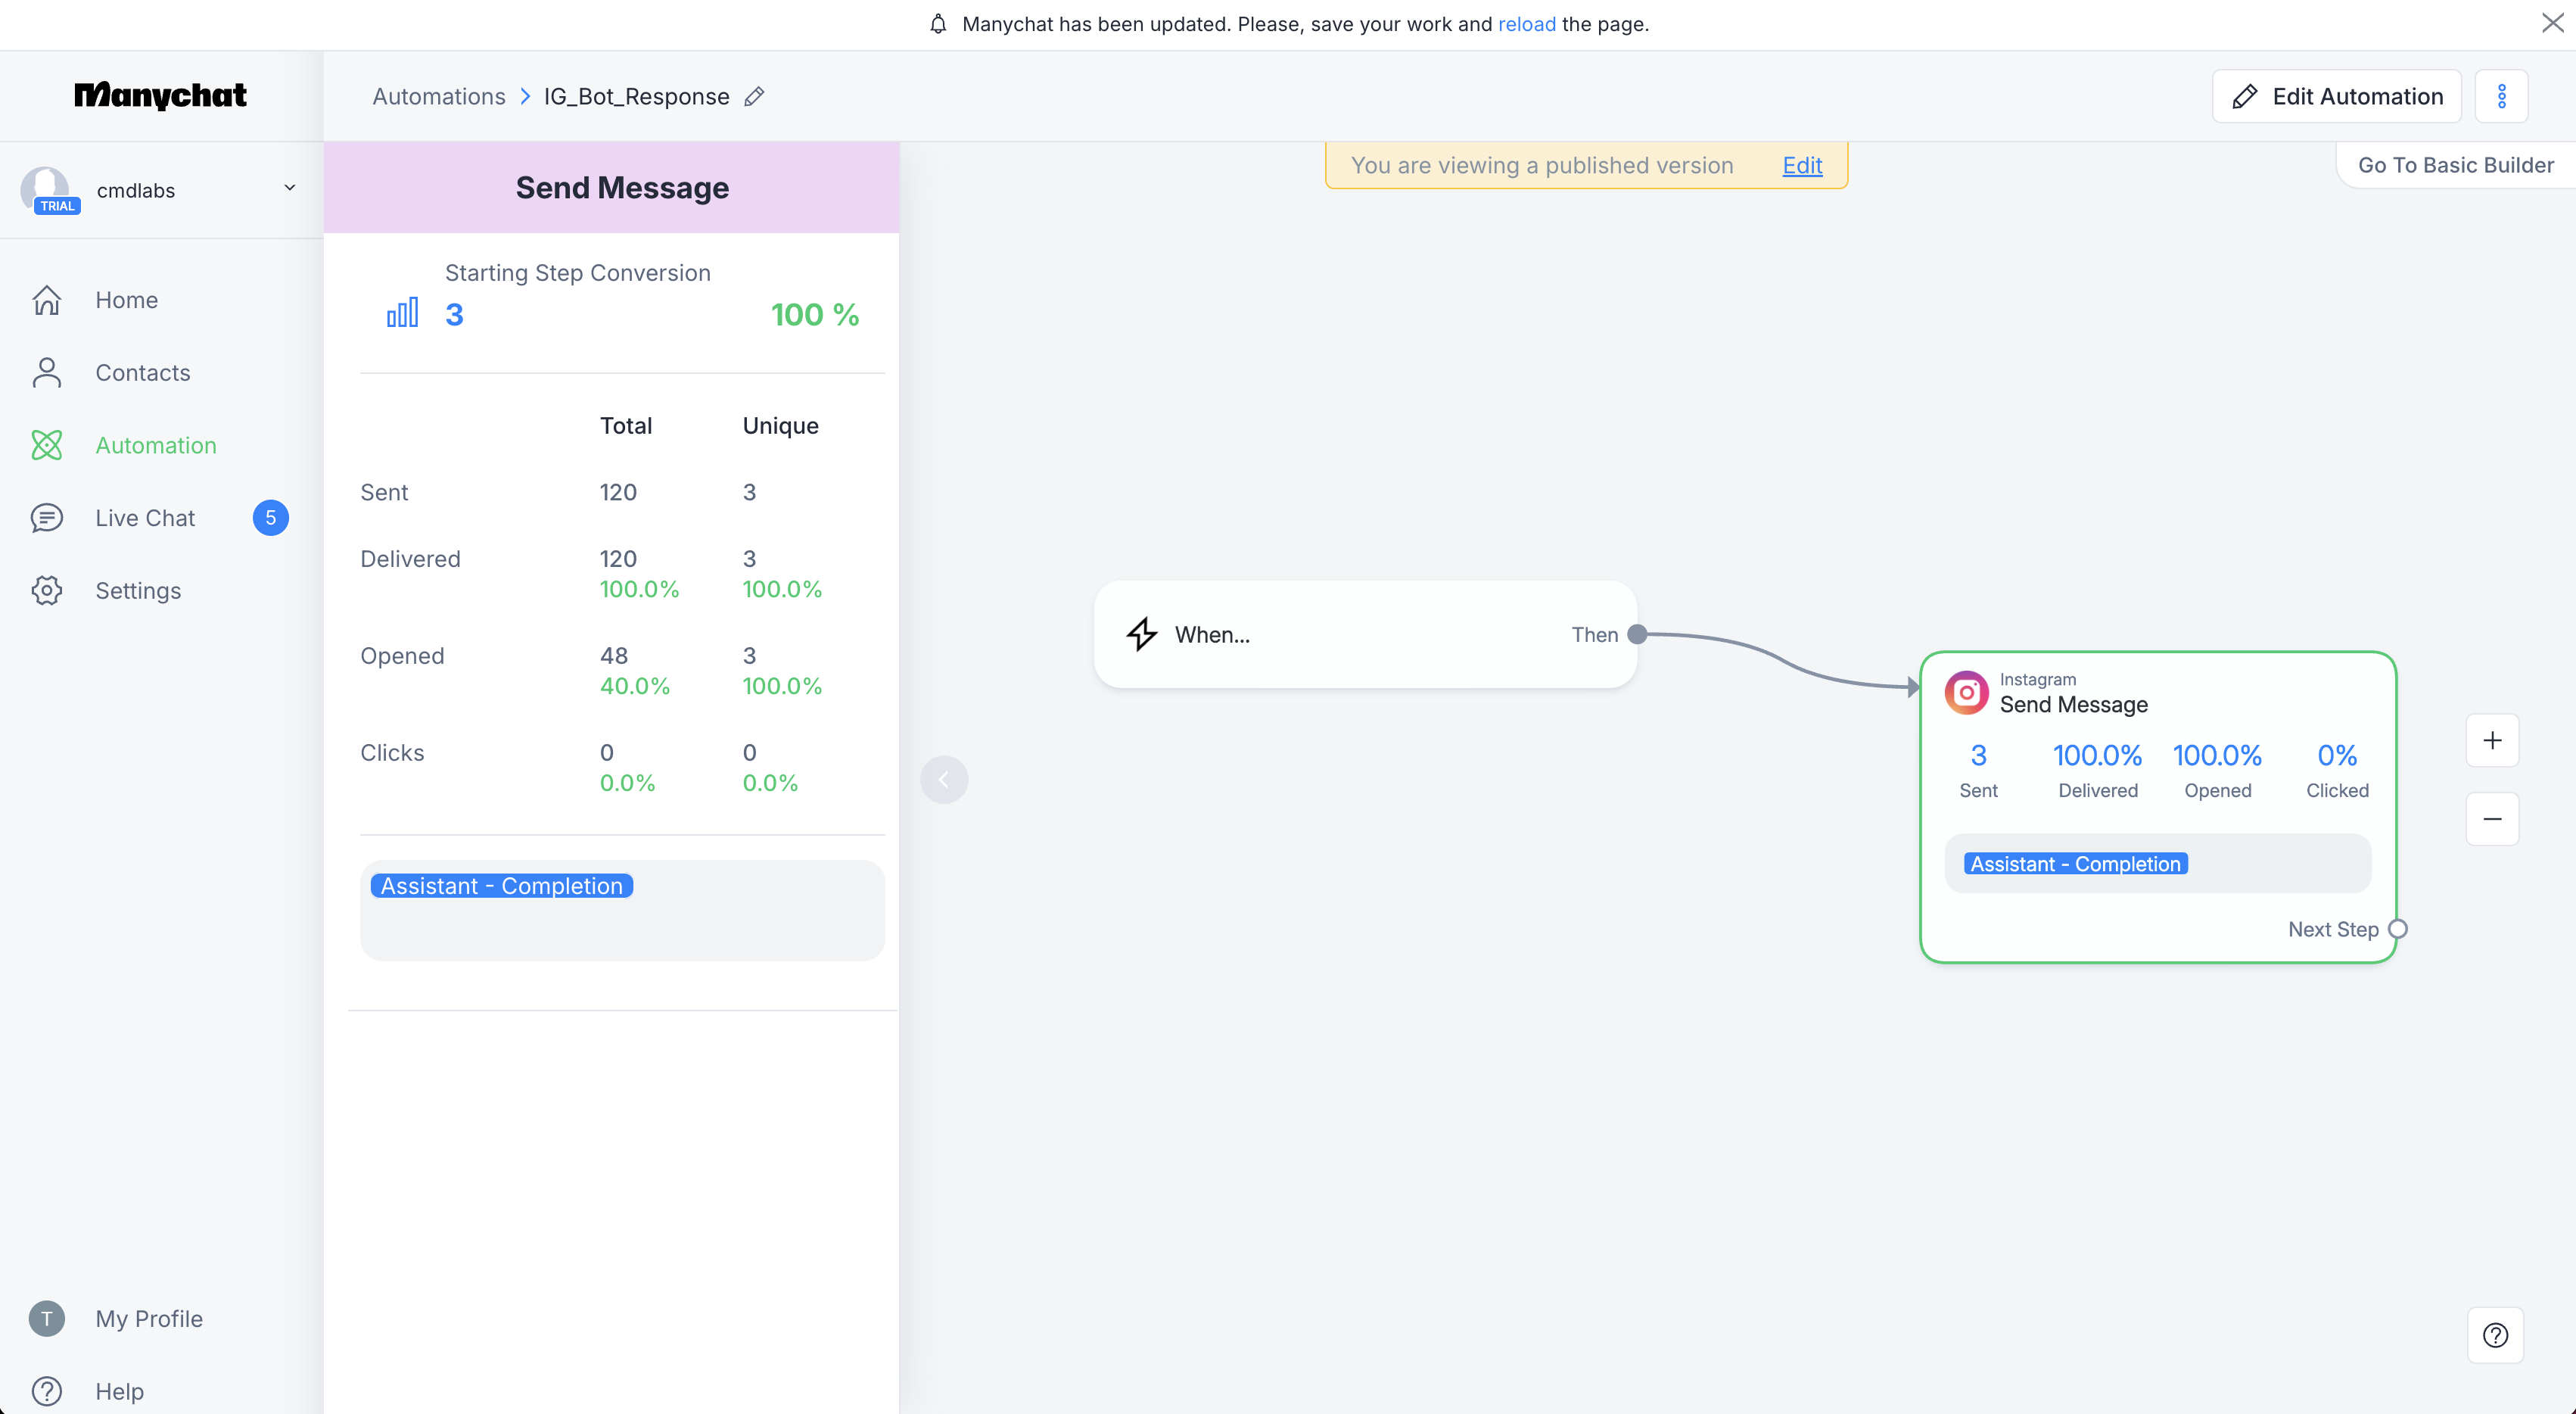 Manychat has been updated. Please, save your work and reload the page.
Manychat
Automations > IG_Bot_Response
Edit Automation
cmdlabs
TRIAL
Home
Contacts
Automation
Live Chat 5
Settings
My Profile
T
Help
Send Message
Starting Step Conversion
3 100 %
Total Unique
Sent 120 3
Delivered 120 3
100.0% 100.0%
Opened 48 3
40.0% 100.0%
Clicks 0 0
0.0% 0.0%
Assistant - Completion
You are viewing a published version Edit
Go To Basic Builder
When... Then
Instagram
Send Message
3 100.0% 100.0% 0%
Sent Delivered Opened Clicked
Assistant - Completion
Next Step